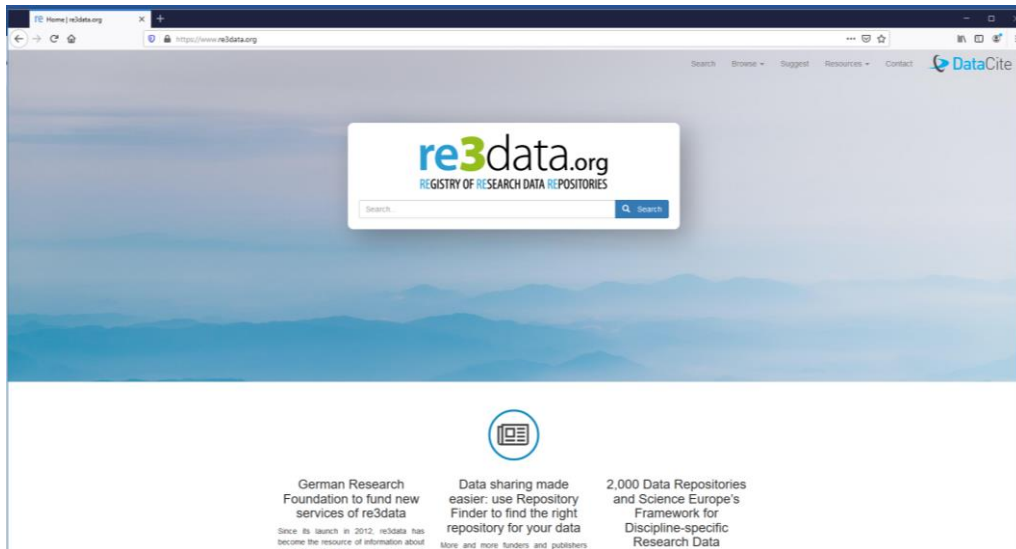 re Home | re3data.org
https://www.re3data.org
Search Browse Suggest Resources Contact DataCite
re3data.org
REGISTRY OF RESEARCH DATA REPOSITORIES
Search...
Search
German Research
Foundation to fund new
services of re3data
Since its launch in 2012, re3data has
become the resource of information about
Data sharing made
easier: use Repository
Finder to find the right
repository for your data
More and more funders and publishers
2,000 Data Repositories
and Science Europe's
Framework for
Discipline-specific
Research Data